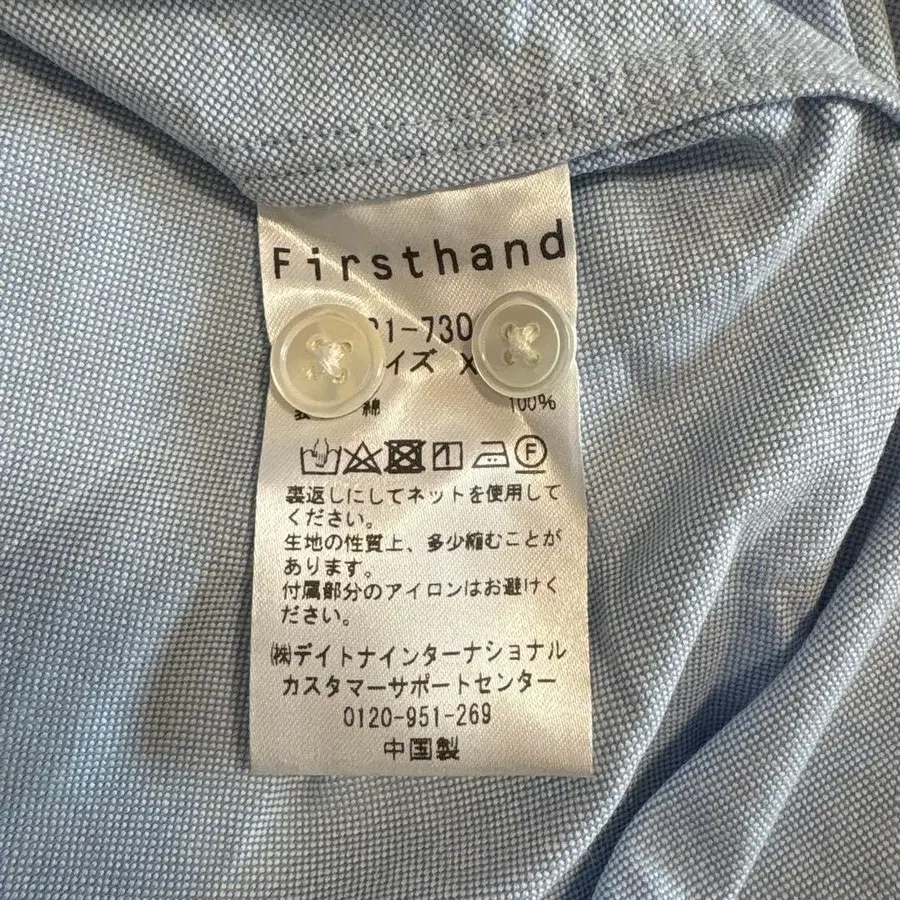 Firsthand
1-730
イズ X
綿 100%
裏返しにしてネットを使用して
ください。
生地の性質上、多少縮むことが
あります。
付属部分のアイロンはお避けく
ださい。
㈱デイトナインターナショナル
カスタマーサポートセンター
0120-951-269
中国製